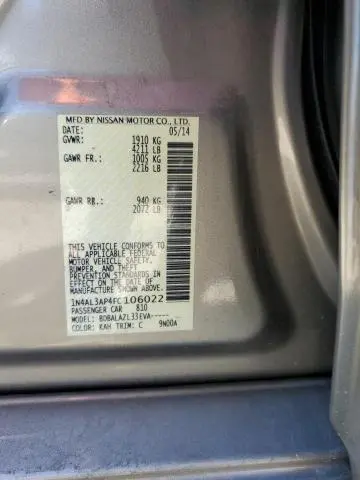 MFD BY NISSAN MOTOR CO., LTD.
DATE: 05/14
GVWR: 1910 KG
4211 LB
GAWR FR.: 1005 KG
2216 LB
GAWR RR.: 940 KG
2072 LB
THIS VEHICLE CONFORMS TO
ALL APPLICABLE FEDERAL
MOTOR VEHICLE SAFETY,
BUMPER, AND THEFT
PREVENTION STANDARDS IN
EFFECT ON THE DATE OF
MANUFACTURE SHOWN ABOVE.
1N4AL3AP4FC106022
PASSENGER CAR 810
MODEL: BDBALAZL33EVA-----
COLOR: KAH TRIM: C 9N00A